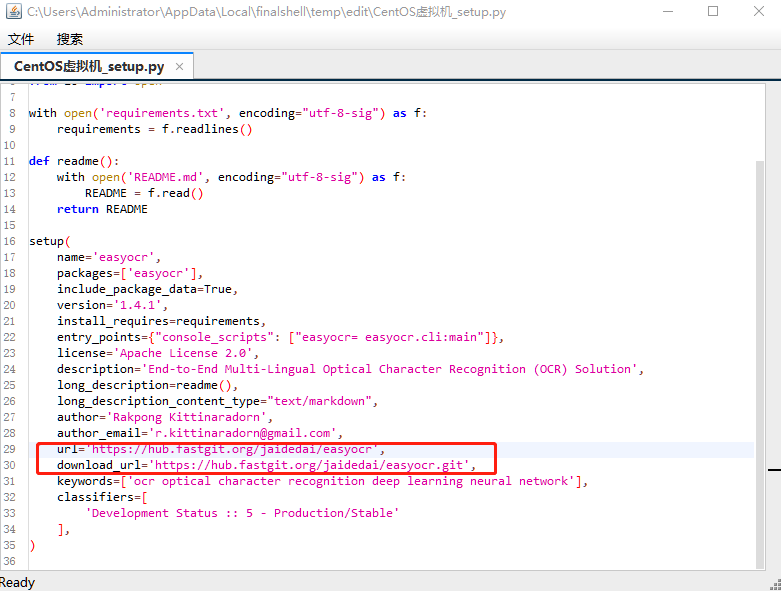 C:\Users\Administrator\AppData\Local\finalshell\temp\edit\CentOS虚拟机_setup.py
文件 搜索
CentOS虚拟机_setup.py ×
7
8 with open('requirements.txt', encoding="utf-8-sig") as f:
9     requirements = f.readlines()
10
11 def readme():
12     with open('README.md', encoding="utf-8-sig") as f:
13         README = f.read()
14     return README
15
16 setup(
17     name='easyocr',
18     packages=['easyocr'],
19     include_package_data=True,
20     version='1.4.1',
21     install_requires=requirements,
22     entry_points={"console_scripts": ["easyocr= easyocr.cli:main"]},
23     license='Apache License 2.0',
24     description='End-to-End Multi-Lingual Optical Character Recognition (OCR) Solution',
25     long_description=readme(),
26     long_description_content_type="text/markdown",
27     author='Rakpong Kittinaradorn',
28     author_email='r.kittinaradorn@gmail.com',
29     url='https://hub.fastgit.org/jaidedai/easyocr',
30     download_url='https://hub.fastgit.org/jaidedai/easyocr.git',
31     keywords=['ocr optical character recognition deep learning neural network'],
32     classifiers=[
33         'Development Status :: 5 - Production/Stable'
34     ],
35 )
36
Ready